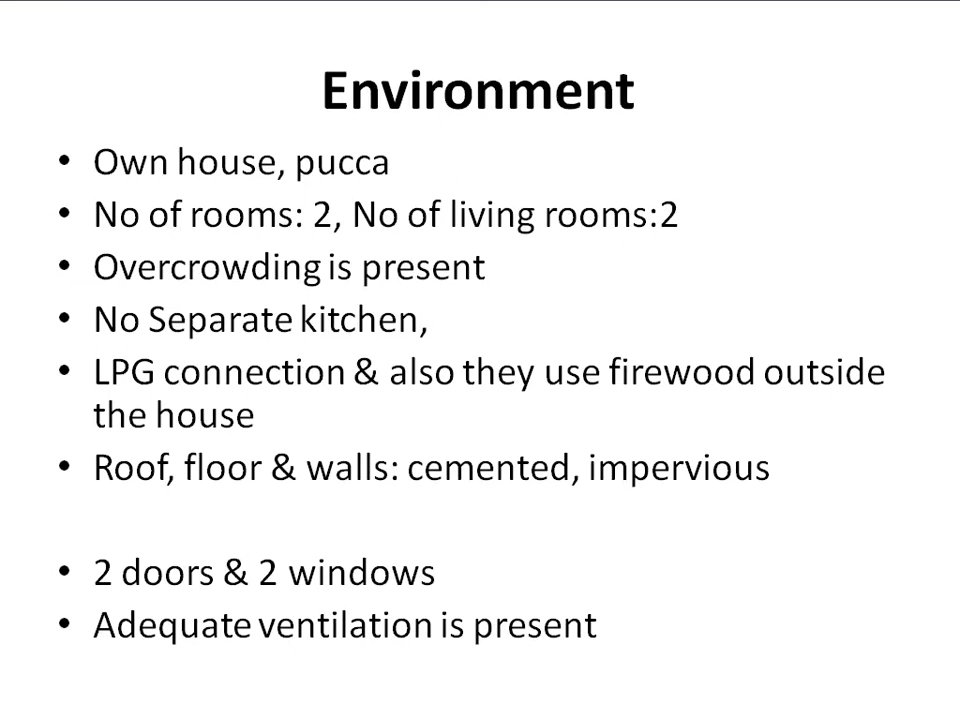 Environment
• Own house, pucca
• No of rooms: 2, No of living rooms:2
• Overcrowding is present
• No Separate kitchen,
• LPG connection & also they use firewood outside
the house
• Roof, floor & walls: cemented, impervious
• 2 doors & 2 windows
• Adequate ventilation is present